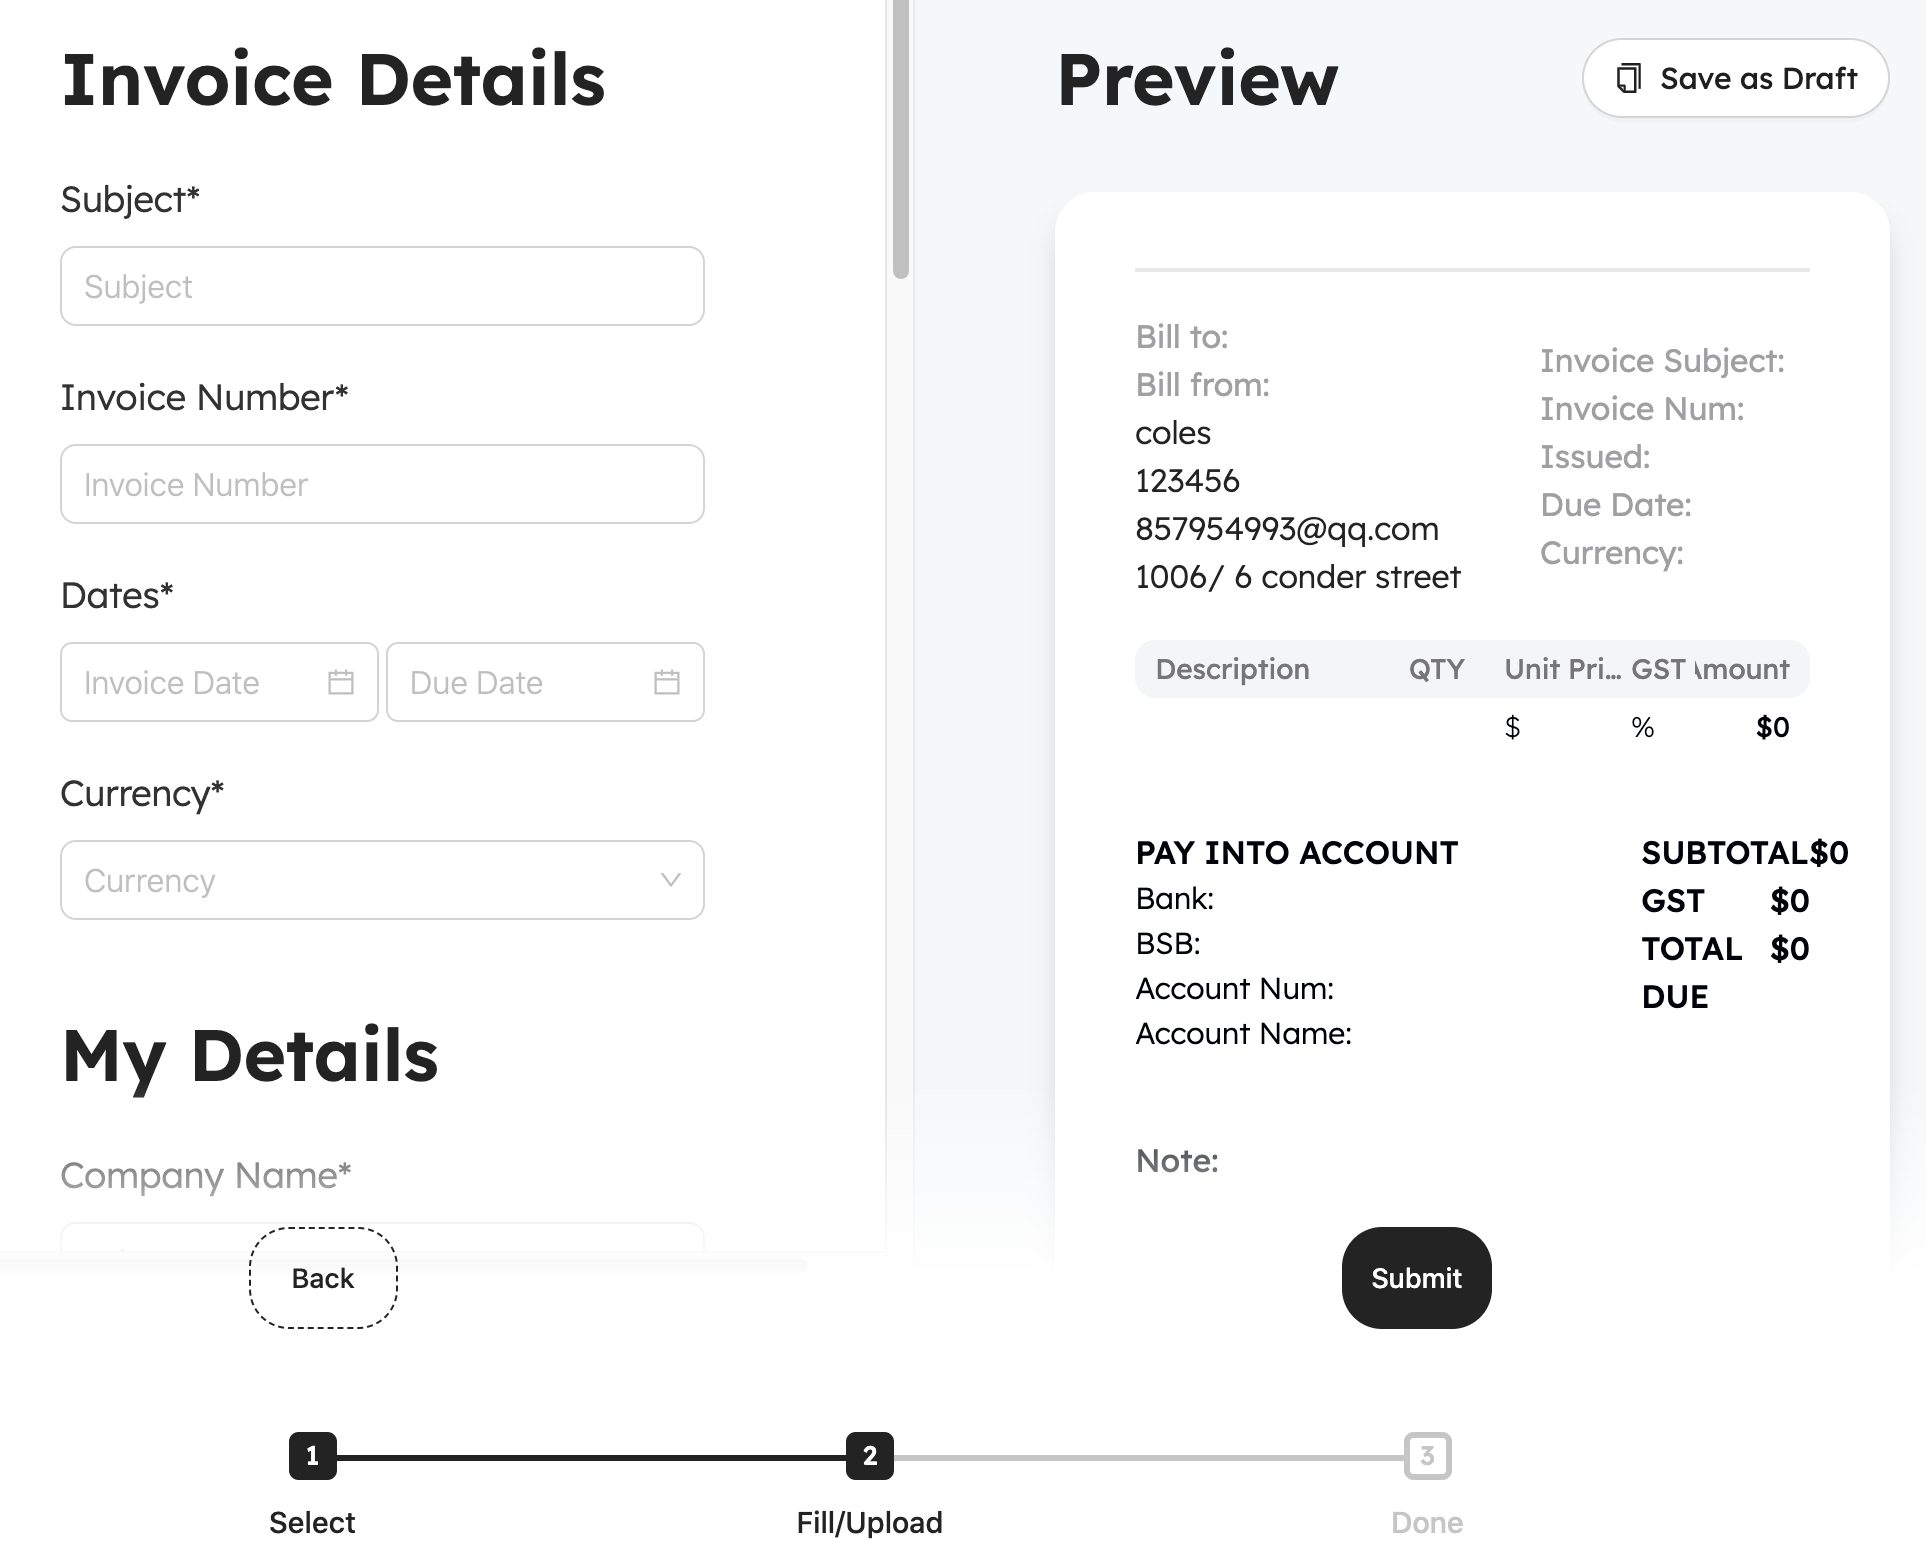 Invoice Details
Subject*
Subject
Invoice Number*
Invoice Number
Dates*
Invoice Date
Due Date
Currency*
Currency
My Details
Company Name*
Back
Preview
Save as Draft
Bill to:
Bill from:
coles
123456
857954993@qq.com
1006/ 6 conder street
Invoice Subject:
Invoice Num:
Issued:
Due Date:
Currency:
Description QTY Unit Pri... GST Amount
$ % $0
PAY INTO ACCOUNT
Bank:
BSB:
Account Num:
Account Name:
SUBTOTAL$0
GST $0
TOTAL $0
DUE
Note:
Submit
1 2 3
Select Fill/Upload Done